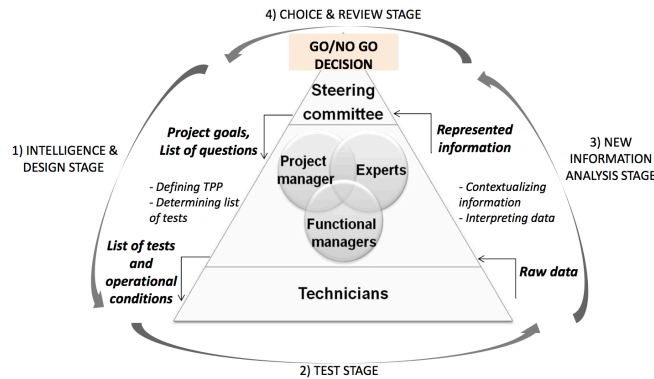 4) CHOICE & REVIEW STAGE
GO/NO GO
DECISION
Steering
committee
Project goals,
List of questions
Represented
information
1) INTELLIGENCE &
DESIGN STAGE
3) NEW
INFORMATION
ANALYSIS STAGE
Project
manager
Experts
- Defining TPP
- Determining list
of tests
- Contextualizing
information
- Interpreting data
Functional
managers
List of tests
and
operational
conditions
Raw data
Technicians
2) TEST STAGE